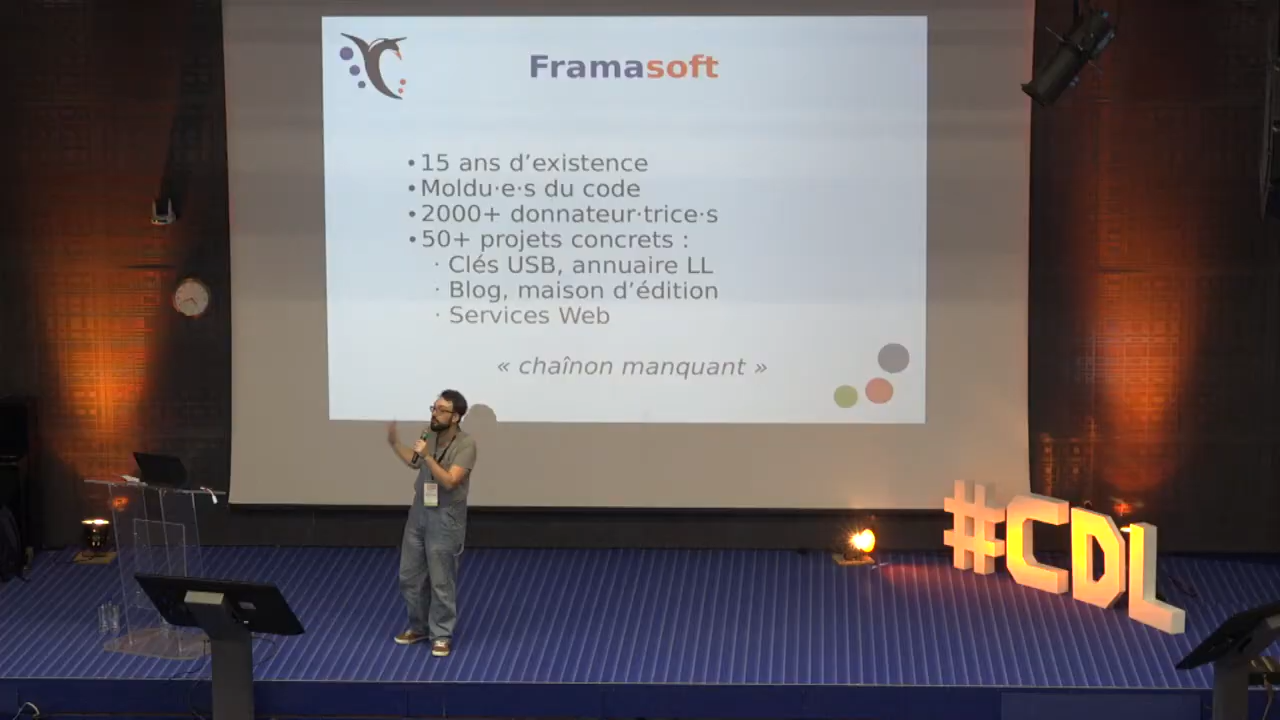 Framasoft
• 15 ans d’existence
• Moldu·e·s du code
• 2000+ donnateur·trice·s
• 50+ projets concrets :
· Clés USB, annuaire LL
· Blog, maison d’édition
· Services Web
« chaînon manquant »
#CDL